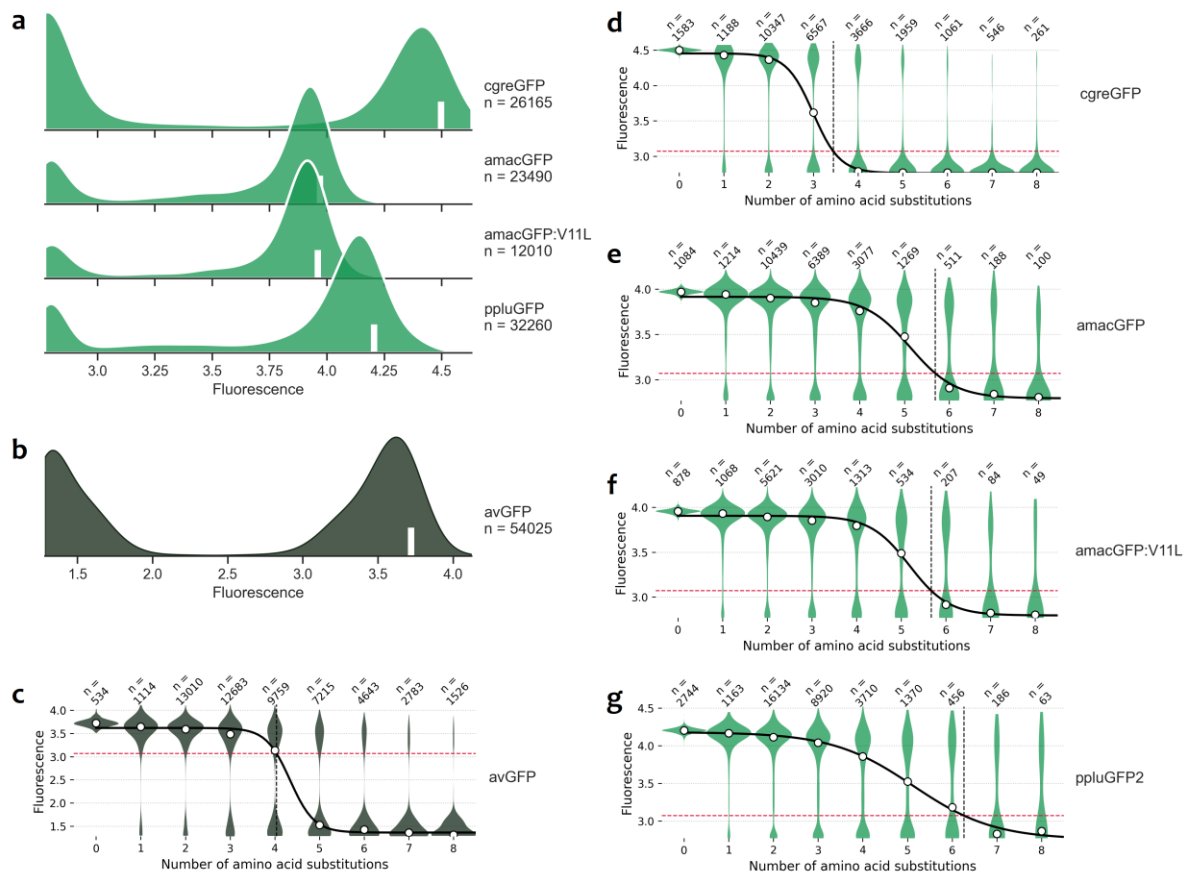 a
cgreGFP
n = 26165
amacGFP
n = 23490
amacGFP:V11L
n = 12010
ppluGFP
n = 32260
3.0 3.25 3.5 3.75 4.0 4.25 4.5
Fluorescence
b
avGFP
n = 54025
1.5 2.0 2.5 3.0 3.5 4.0
Fluorescence
c
n = 534
n = 1114
n = 13010
n = 12683
n = 9759
n = 7215
n = 4643
n = 2783
n = 1526
4.0
3.5
3.0
2.5
2.0
1.5
Fluorescence
avGFP
0 1 2 3 4 5 6 7 8
Number of amino acid substitutions
d
n = 1583
n = 1188
n = 10347
n = 6567
n = 3666
n = 1959
n = 1061
n = 546
n = 261
4.5
4.0
3.5
3.0
Fluorescence
cgreGFP
0 1 2 3 4 5 6 7 8
Number of amino acid substitutions
e
n = 1084
n = 1214
n = 10439
n = 6389
n = 3077
n = 1269
n = 511
n = 188
n = 100
4.0
3.5
3.0
Fluorescence
amacGFP
0 1 2 3 4 5 6 7 8
Number of amino acid substitutions
f
n = 878
n = 1068
n = 5621
n = 3010
n = 1313
n = 534
n = 207
n = 84
n = 49
4.0
3.5
3.0
Fluorescence
amacGFP:V11L
0 1 2 3 4 5 6 7 8
Number of amino acid substitutions
g
n = 2744
n = 1163
n = 16134
n = 8920
n = 3710
n = 1370
n = 456
n = 186
n = 63
4.5
4.0
3.5
3.0
Fluorescence
ppluGFP2
0 1 2 3 4 5 6 7 8
Number of amino acid substitutions